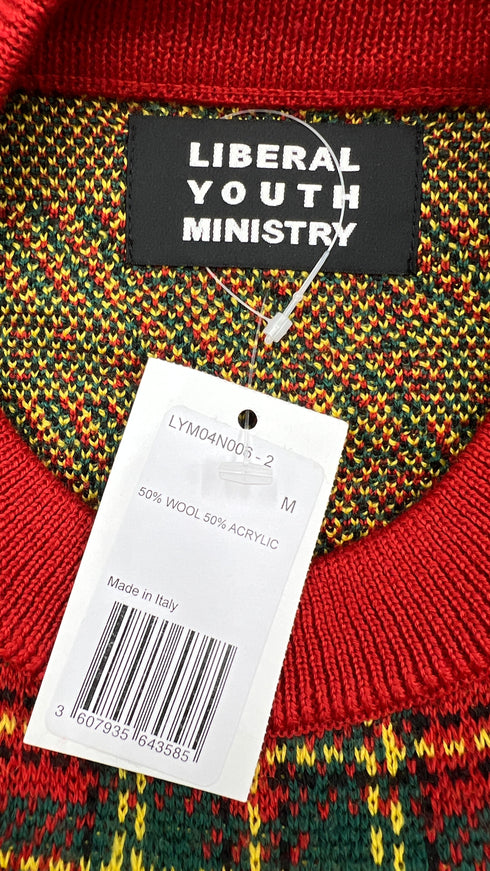 LIBERAL
YOUTH
MINISTRY
LYM04N006-2
M
50% WOOL 50% ACRYLIC
Made in Italy
3 607935 643585